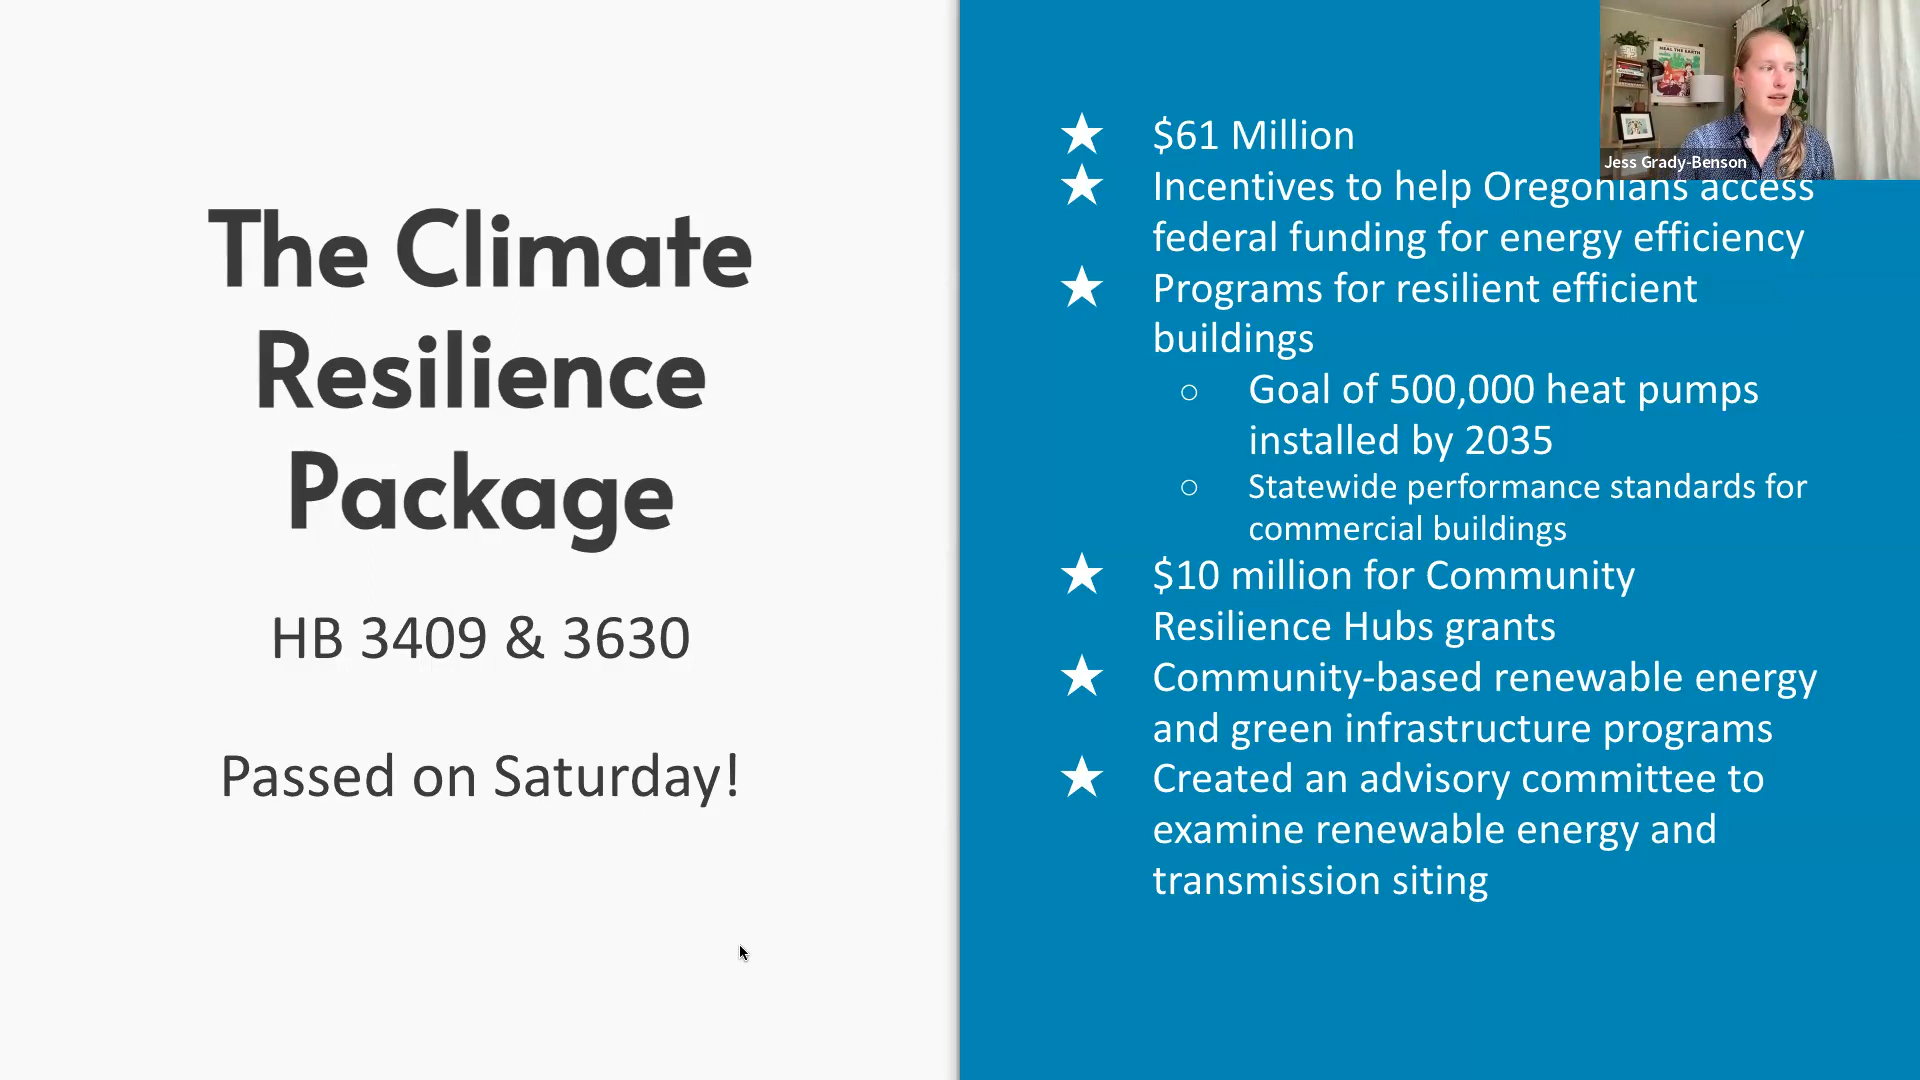 The Climate
Resilience
Package
HB 3409 & 3630
Passed on Saturday!
★ $61 Million
★ Incentives to help Oregonians access
federal funding for energy efficiency
★ Programs for resilient efficient
buildings
○ Goal of 500,000 heat pumps
installed by 2035
○ Statewide performance standards for
commercial buildings
★ $10 million for Community
Resilience Hubs grants
★ Community-based renewable energy
and green infrastructure programs
★ Created an advisory committee to
examine renewable energy and
transmission siting
HEAL THE EARTH
Jess Grady-Benson